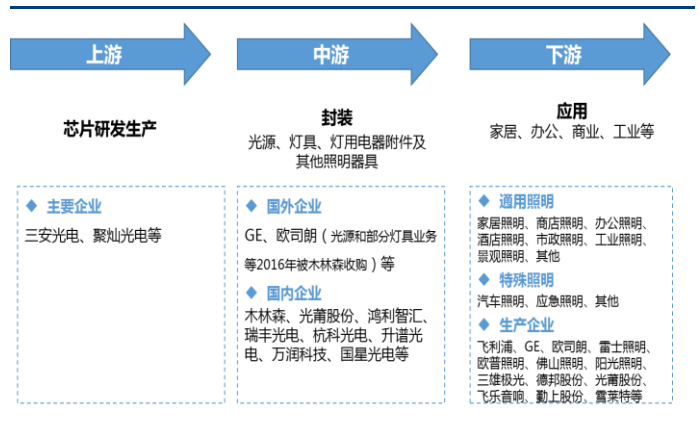 上游
中游
下游
芯片研发生产
封装
光源、灯具、灯用电器附件及
其他照明器具
应用
家居、办公、商业、工业等
◆ 主要企业
三安光电、聚灿光电等
◆ 国外企业
GE、欧司朗（光源和部分灯具业务
等2016年被木林森收购）等
◆ 国内企业
木林森、光莆股份、鸿利智汇、
瑞丰光电、杭科光电、升谱光
电、万润科技、国星光电等
◆ 通用照明
家居照明、商店照明、办公照明、
酒店照明、市政照明、工业照明、
景观照明、其他
◆ 特殊照明
汽车照明、应急照明、其他
◆ 生产企业
飞利浦、GE、欧司朗、雷士照明、
欧普照明、佛山照明、阳光照明、
三雄极光、德邦股份、光莆股份、
飞乐音响、勤上股份、雪莱特等